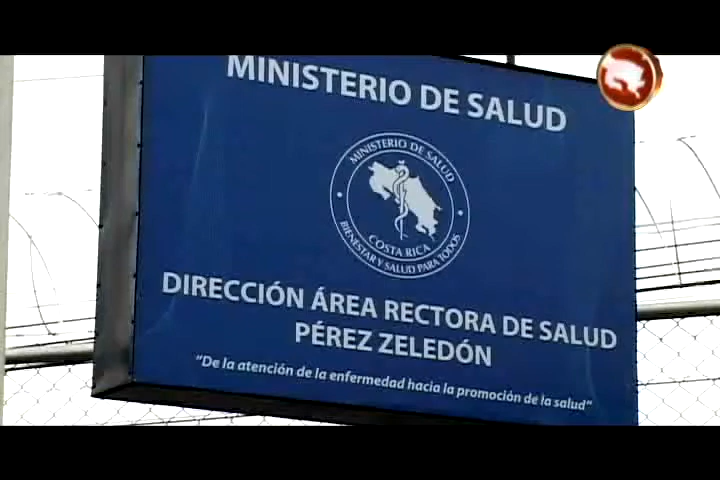 MINISTERIO DE SALUD
MINISTERIO DE SALUD
COSTA RICA
BIENESTAR Y SALUD PARA TODOS
DIRECCIÓN ÁREA RECTORA DE SALUD
PÉREZ ZELEDÓN
“De la atención de la enfermedad hacia la promoción de la salud”